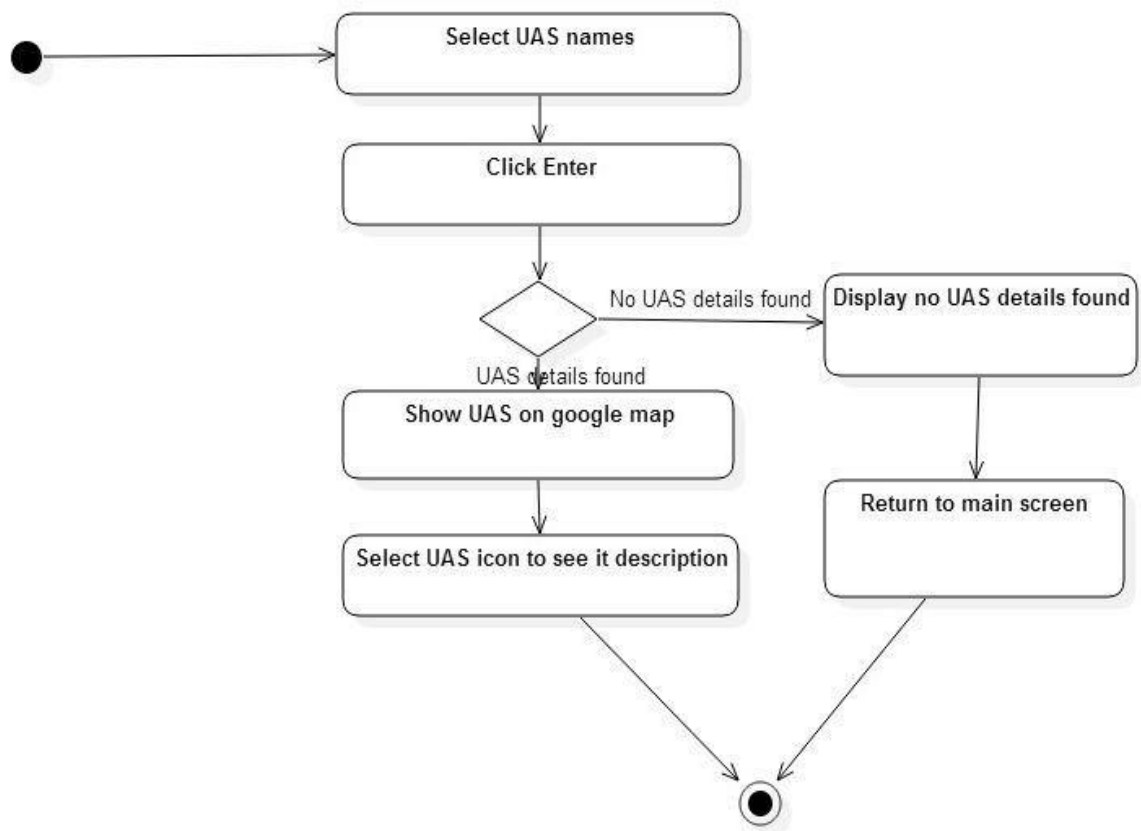 Select UAS names
Click Enter
No UAS details found
Display no UAS details found
UAS details found
Show UAS on google map
Return to main screen
Select UAS icon to see it description